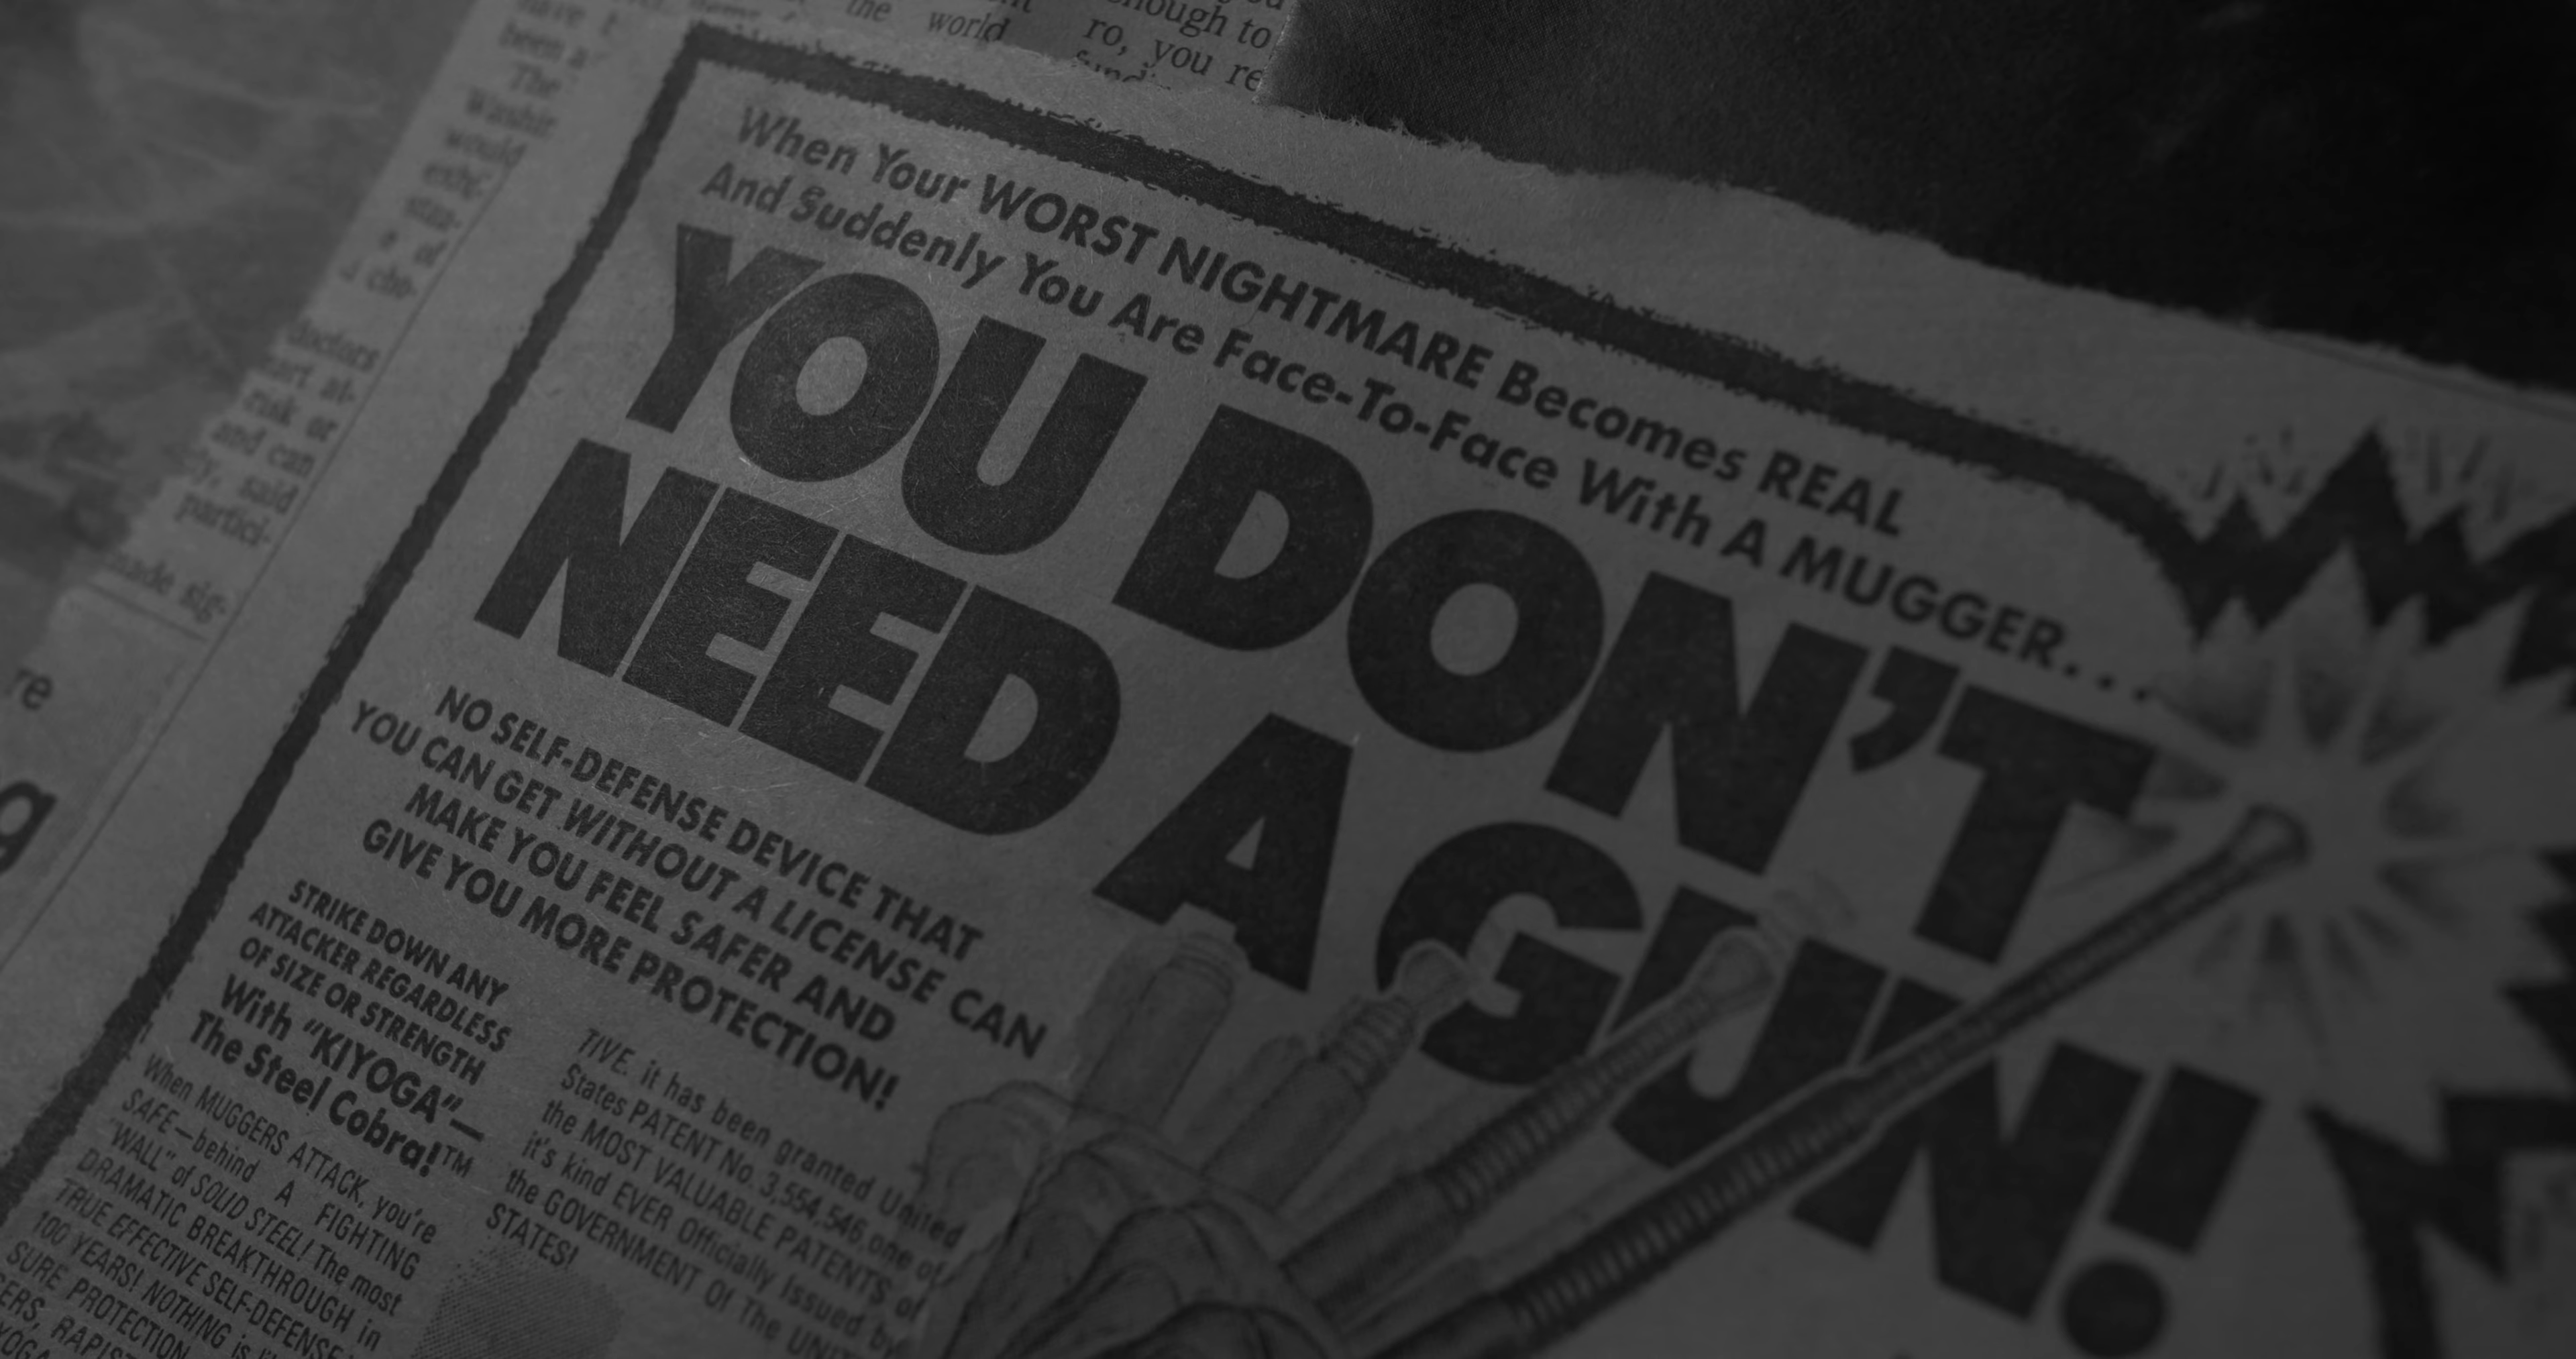 the world
ro, you re
When Your WORST NIGHTMARE Becomes REAL
And Suddenly You Are Face-To-Face With A MUGGER...
YOU DON'T
NEED A GUN!
NO SELF-DEFENSE DEVICE THAT
YOU CAN GET WITHOUT A LICENSE CAN
MAKE YOU FEEL SAFER AND
GIVE YOU MORE PROTECTION!
STRIKE DOWN ANY
ATTACKER REGARDLESS
OF SIZE OR STRENGTH
With "KIYOGA"—
The Steel Cobra!™
When MUGGERS ATTACK, you're
SAFE—behind A FIGHTING
"WALL" of SOLID STEEL! The most
DRAMATIC BREAKTHROUGH in
TRUE EFFECTIVE SELF-DEFENSE
100 YEARS! NOTHING is
SURE PROTECTION
TIVE. it has been granted United
States PATENT No. 3,554,546 one of
the MOST VALUABLE PATENTS of
it's kind EVER Officially Issued by
the GOVERNMENT Of The UNITED
STATES!
The
would
doctors
risk or
and can
said
partici-
made sig-
re
g